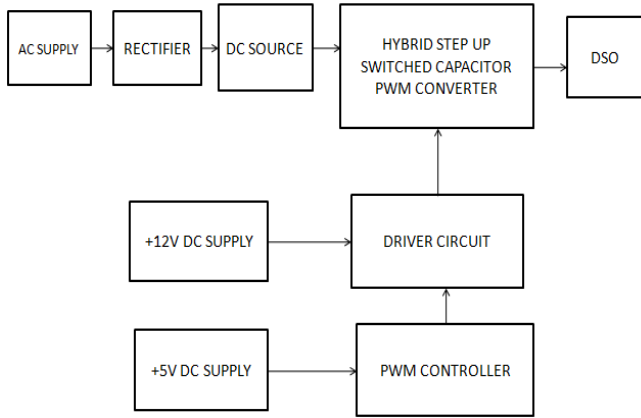 AC SUPPLY
RECTIFIER
DC SOURCE
HYBRID STEP UP
SWITCHED CAPACITOR
PWM CONVERTER
DSO
+12V DC SUPPLY
DRIVER CIRCUIT
+5V DC SUPPLY
PWM CONTROLLER